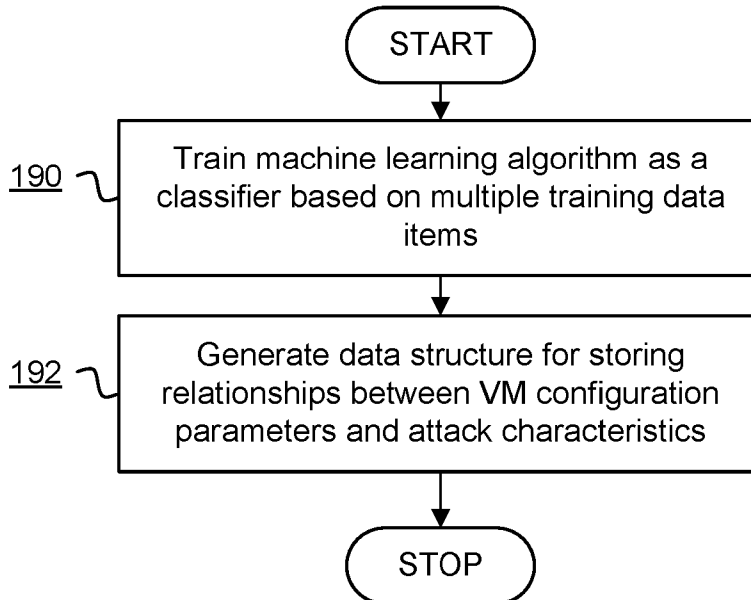 START
190
Train machine learning algorithm as a
classifier based on multiple training data
items
192
Generate data structure for storing
relationships between VM configuration
parameters and attack characteristics
STOP